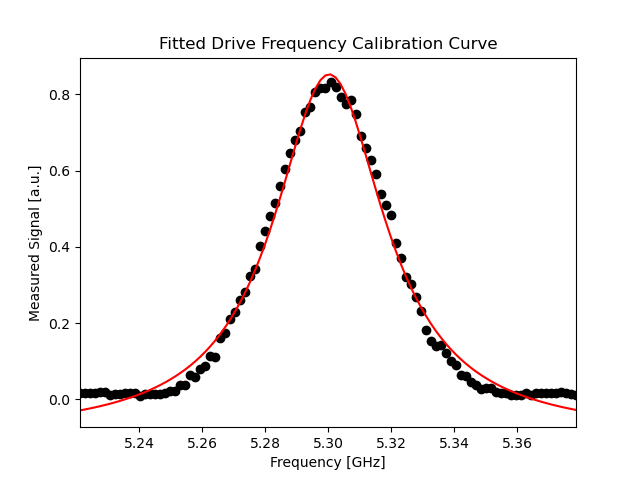 Fitted Drive Frequency Calibration Curve
Measured Signal [a.u.]
0.8
0.6
0.4
0.2
0.0
5.24 5.26 5.28 5.30 5.32 5.34 5.36
Frequency [GHz]